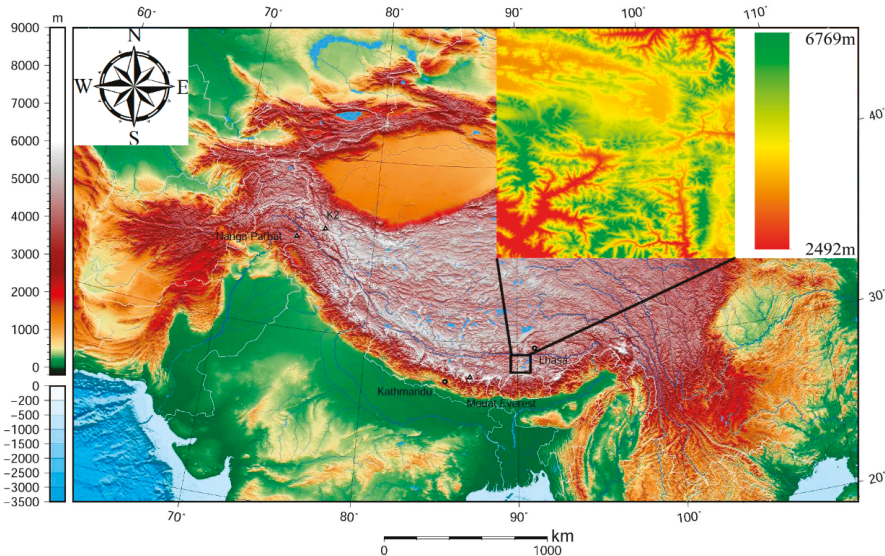 m
60°
70°
80°
90°
100°
110°
9000
8000
7000
6000
5000
4000
3000
2000
1000
0
0
-500
-1000
-1500
-2000
-2500
-3000
-3500
N
W
E
S
6769m
2492m
40°
30°
20°
K2
Nanga Parbat
Lhasa
Kathmandu
Mount Everest
70°
80°
90°
100°
km
0
1000